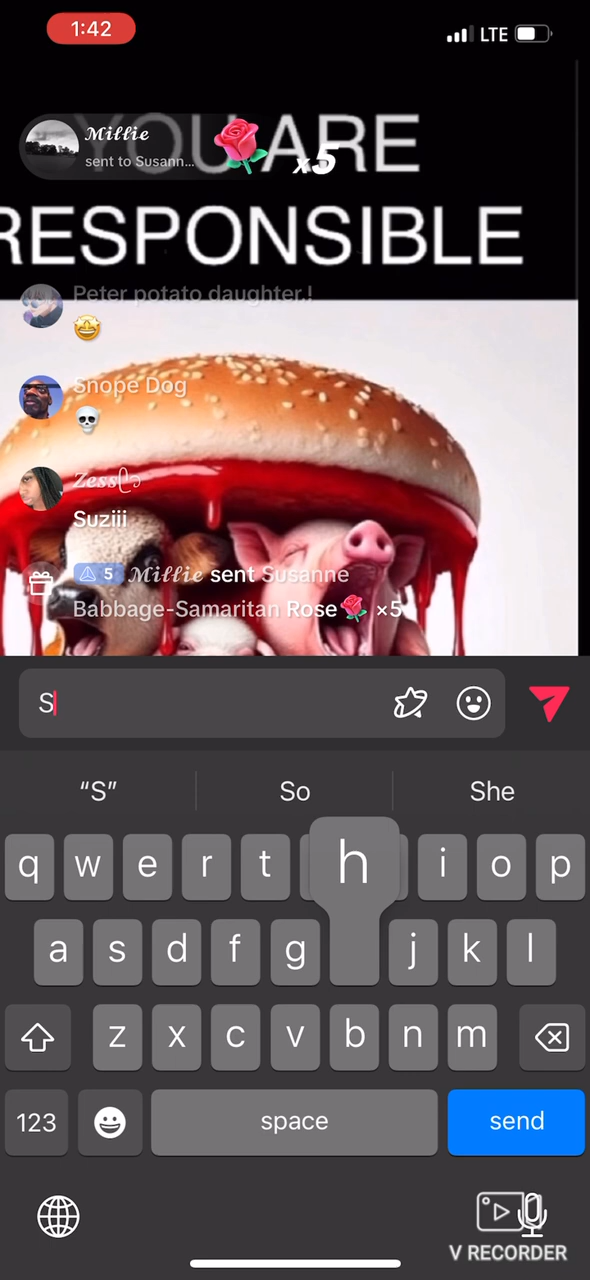 1:42
LTE
YOU ARE
RESPONSIBLE
𝓜𝓲𝓵𝓵𝓲𝓮
sent to Susann...
x5
Peter potato daughter.!
🤩
Snope Dog
💀
Zess
Suziii
5 𝓜𝓲𝓵𝓵𝓲𝓮 sent Susanne
Babbage-Samaritan Rose🌹 ×5
S
“S” So She
q w e r t h i o p
a s d f g j k l
z x c v b n m
123 space send
V RECORDER